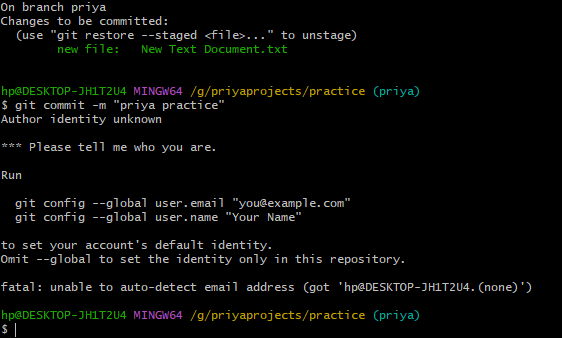 On branch priya
Changes to be committed:
  (use "git restore --staged <file>..." to unstage)
        new file:   New Text Document.txt

hp@DESKTOP-JH1T2U4 MINGW64 /g/priyaprojects/practice (priya)
$ git commit -m "priya practice"
Author identity unknown

*** Please tell me who you are.

Run

  git config --global user.email "you@example.com"
  git config --global user.name "Your Name"

to set your account's default identity.
Omit --global to set the identity only in this repository.

fatal: unable to auto-detect email address (got 'hp@DESKTOP-JH1T2U4.(none)')

hp@DESKTOP-JH1T2U4 MINGW64 /g/priyaprojects/practice (priya)
$